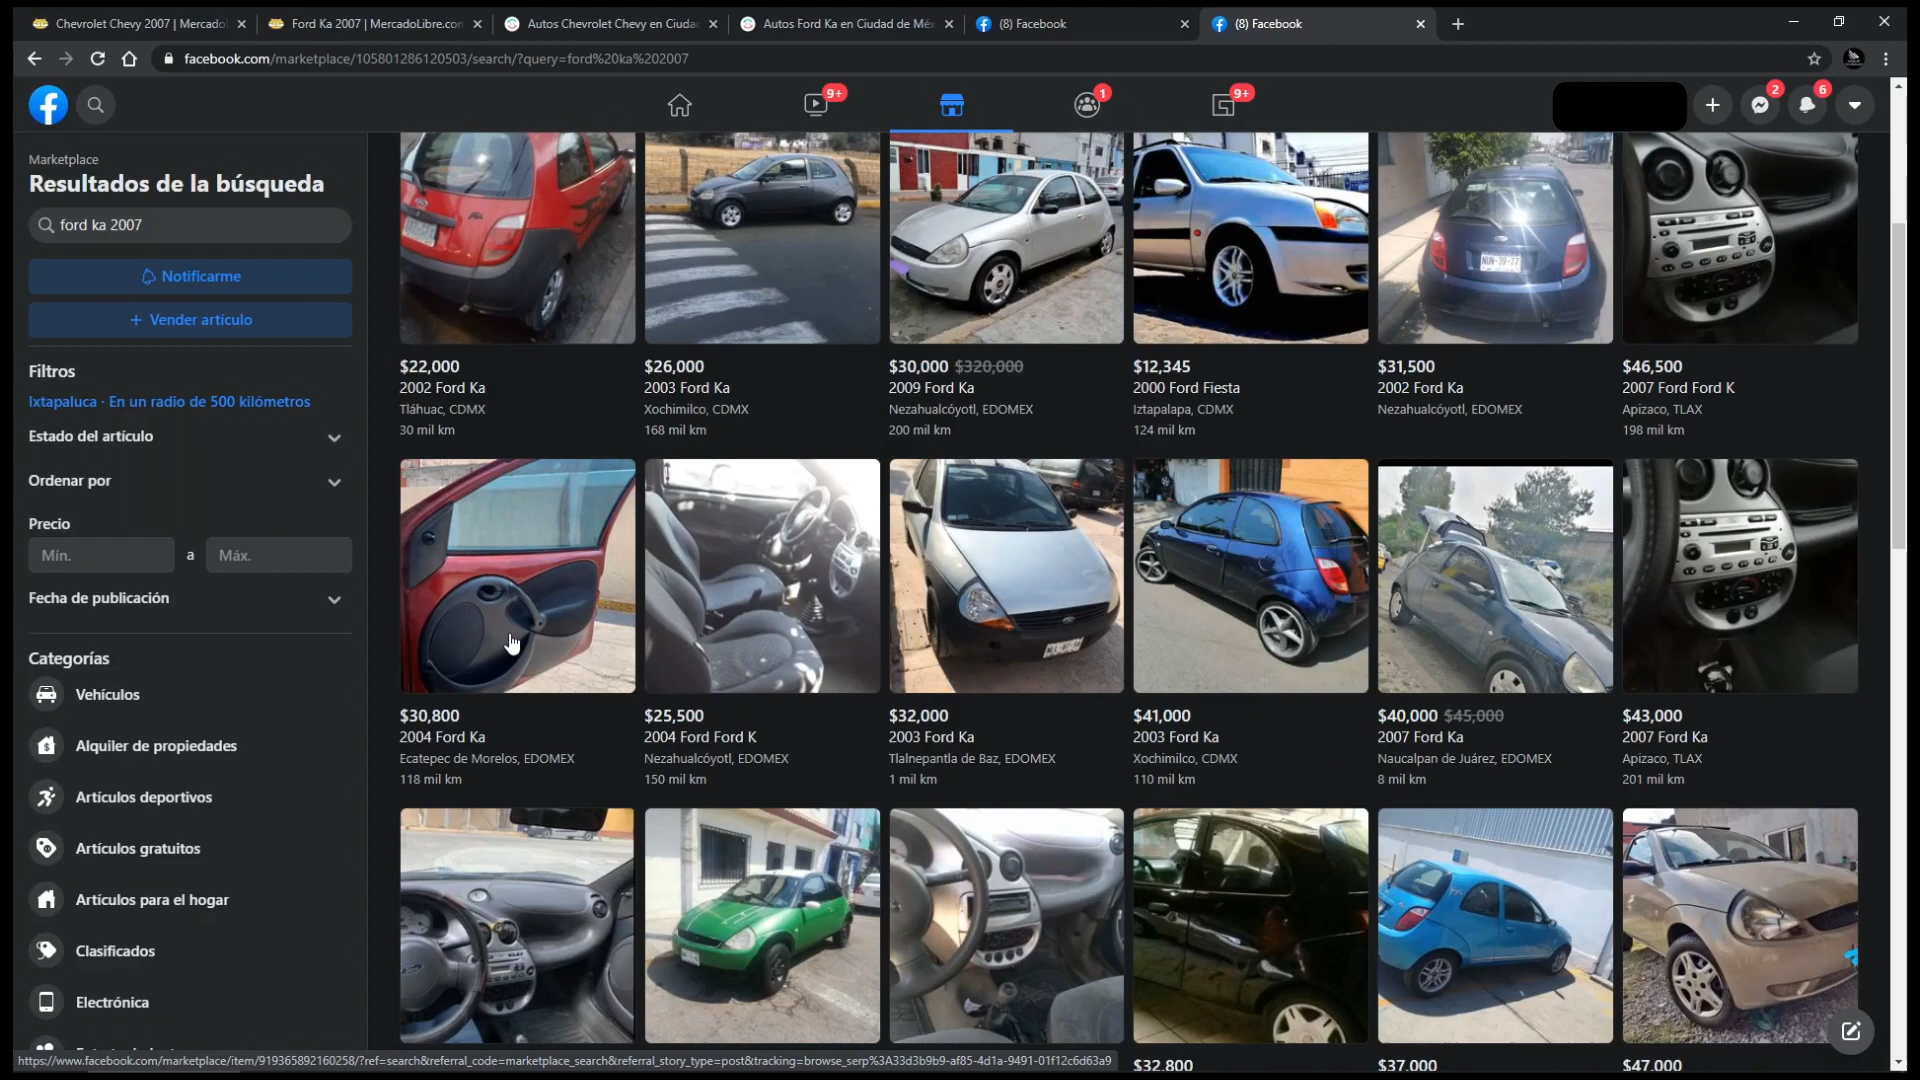 Chevrolet Chevy 2007 | Mercado
Ford Ka 2007 | MercadoLibre.com
Autos Chevrolet Chevy en Ciuda
Autos Ford Ka en Ciudad de Mé
(8) Facebook
(8) Facebook
facebook.com/marketplace/105801286120503/search/?query=ford%20ka%202007
9+
1
9+
2
6
Marketplace
Resultados de la búsqueda
ford ka 2007
Notificarme
+ Vender artículo
Filtros
Ixtapaluca · En un radio de 500 kilómetros
Estado del artículo
Ordenar por
Precio
Mín.
a
Máx.
Fecha de publicación
Categorías
Vehículos
Alquiler de propiedades
Artículos deportivos
Artículos gratuitos
Artículos para el hogar
Clasificados
Electrónica
$22,000
2002 Ford Ka
Tláhuac, CDMX
30 mil km
$26,000
2003 Ford Ka
Xochimilco, CDMX
168 mil km
$30,000 $320,000
2009 Ford Ka
Nezahualcóyotl, EDOMEX
200 mil km
$12,345
2000 Ford Fiesta
Iztapalapa, CDMX
124 mil km
$31,500
2002 Ford Ka
Nezahualcóyotl, EDOMEX
$46,500
2007 Ford Ford K
Apizaco, TLAX
198 mil km
$30,800
2004 Ford Ka
Ecatepec de Morelos, EDOMEX
118 mil km
$25,500
2004 Ford Ford K
Nezahualcóyotl, EDOMEX
150 mil km
$32,000
2003 Ford Ka
Tlalnepantla de Baz, EDOMEX
1 mil km
$41,000
2003 Ford Ka
Xochimilco, CDMX
110 mil km
$40,000 $45,000
2007 Ford Ka
Naucalpan de Juárez, EDOMEX
8 mil km
$43,000
2007 Ford Ka
Apizaco, TLAX
201 mil km
$32,800
$37,000
$47,000
https://www.facebook.com/marketplace/item/919365892160258/?ref=search&referral_code=marketplace_search&referral_story_type=post&tracking=browse_serp%3A33d3b9b9-af85-4d1a-9491-01f12c6d63a9